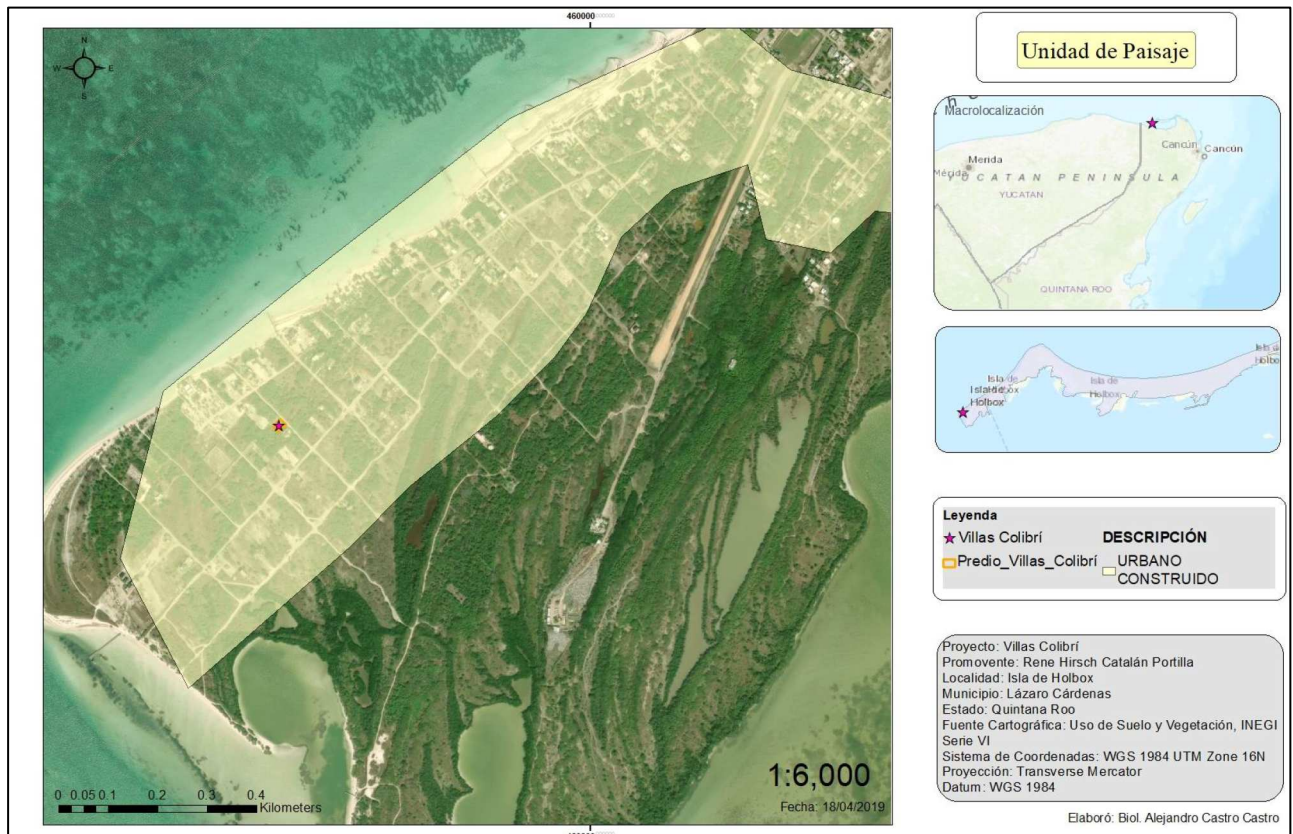 460000
N
W E
S
1:6,000
0 0.05 0.1 0.2 0.3 0.4
Kilometers
Fecha: 18/04/2019
Unidad de Paisaje
Macrolocalización
Merida
Mérida
Cancún
Cancún
YUCATAN PENINSULA
YUCATAN
QUINTANA ROO
Isla de
Holbox
Isla de
Holbox
Leyenda
Villas Colibrí
Predio_Villas_Colibrí
DESCRIPCIÓN
URBANO
CONSTRUIDO
Proyecto: Villas Colibrí
Promovente: Rene Hirsch Catalán Portilla
Localidad: Isla de Holbox
Municipio: Lázaro Cárdenas
Estado: Quintana Roo
Fuente Cartográfica: Uso de Suelo y Vegetación, INEGI
Serie VI
Sistema de Coordenadas: WGS 1984 UTM Zone 16N
Proyección: Transverse Mercator
Datum: WGS 1984
Elaboró: Biol. Alejandro Castro Castro